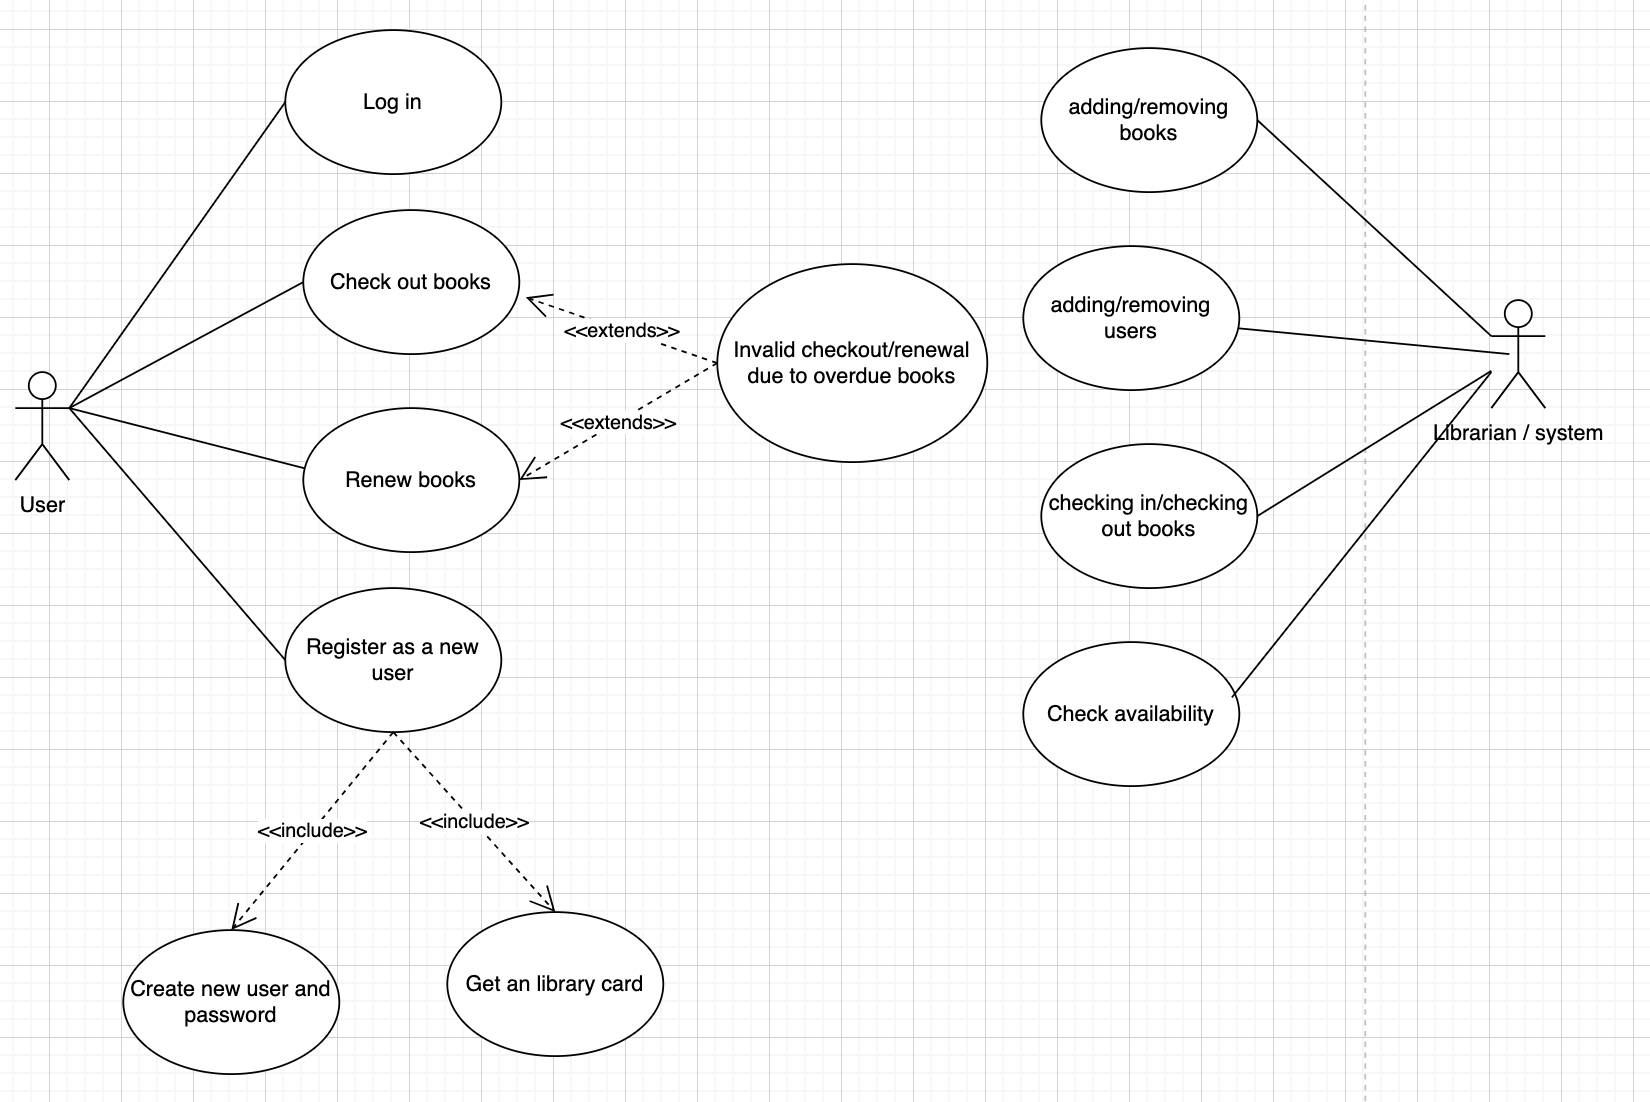 Log in
adding/removing
books
Check out books
adding/removing
users
<<extends>>
Invalid checkout/renewal
due to overdue books
<<extends>>
Librarian / system
Renew books
User
checking in/checking
out books
Register as a new
user
Check availability
<<include>>
<<include>>
Create new user and
password
Get an library card